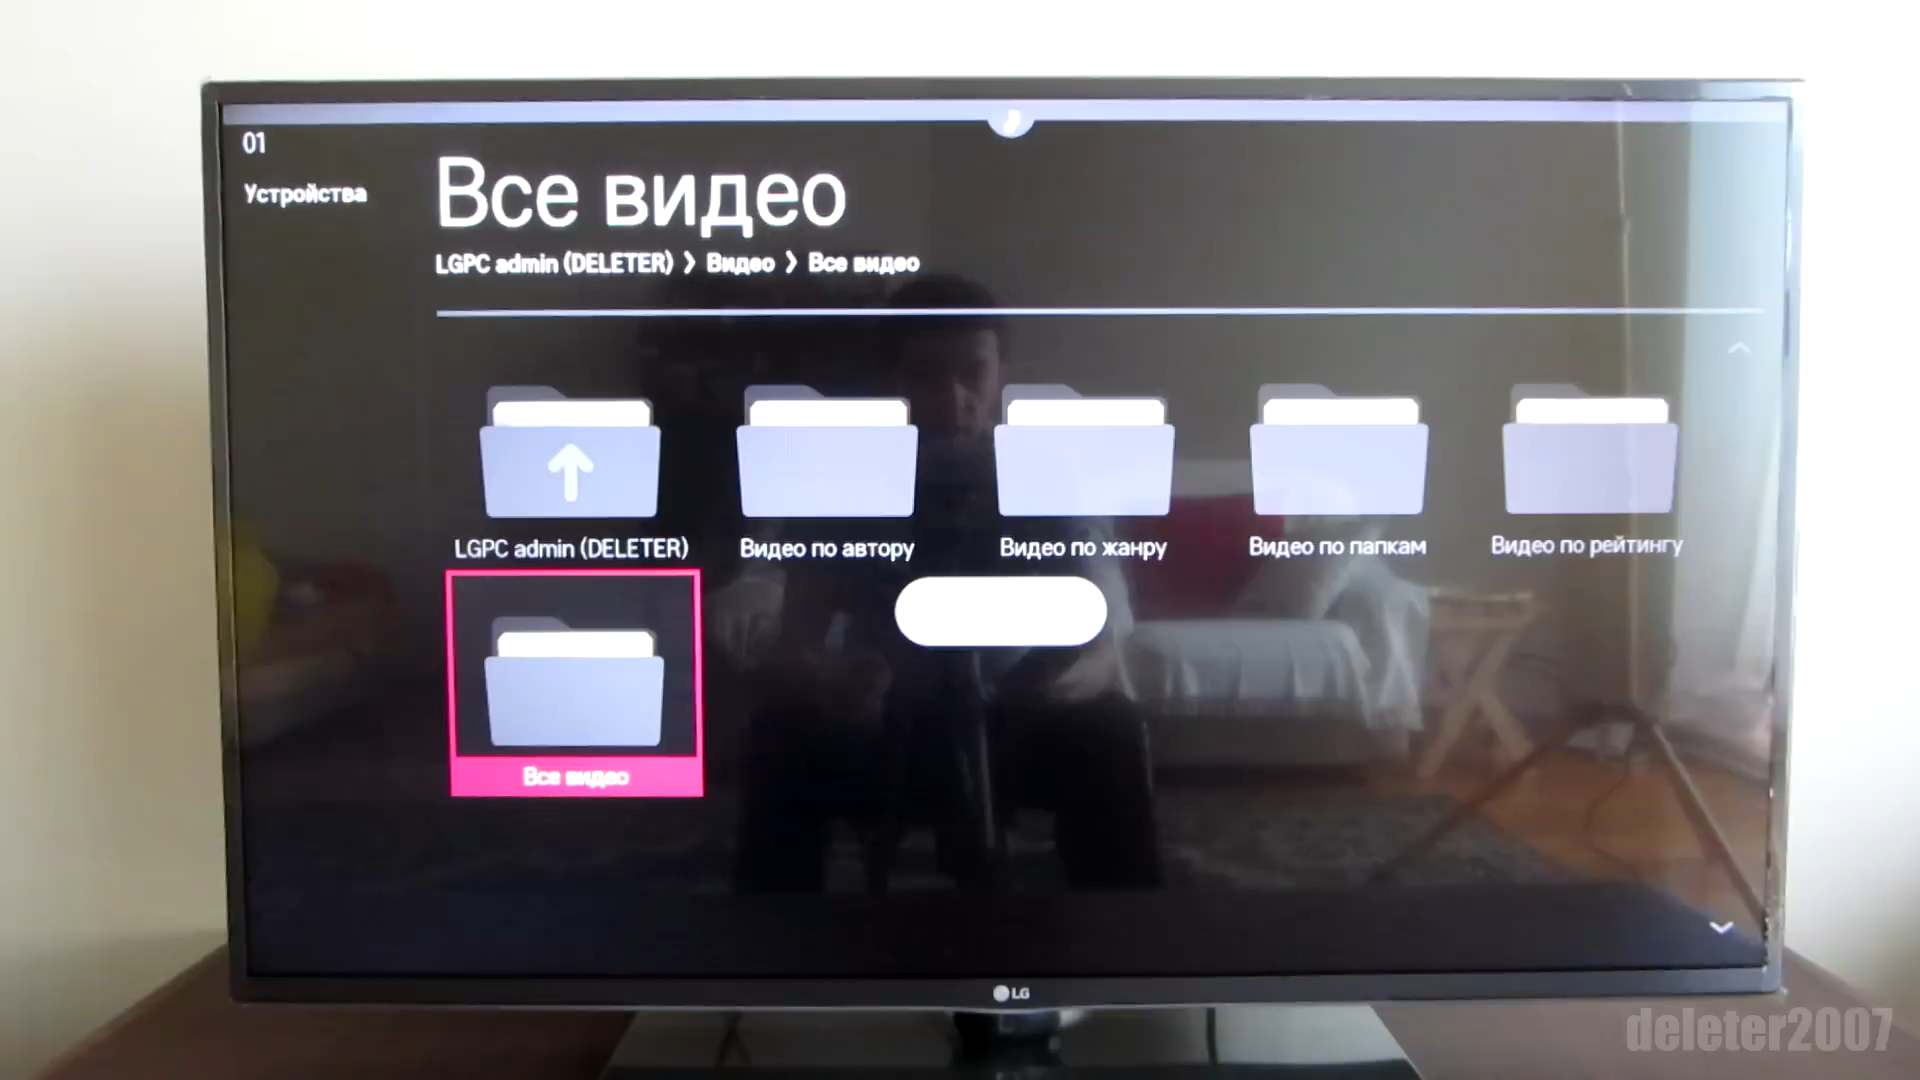 01
Устройства
Все видео
LGPC admin (DELETER) › Видео › Все видео
LGPC admin (DELETER)
Видео по автору
Видео по жанру
Видео по папкам
Видео по рейтингу
Все видео
LG
deleter2007